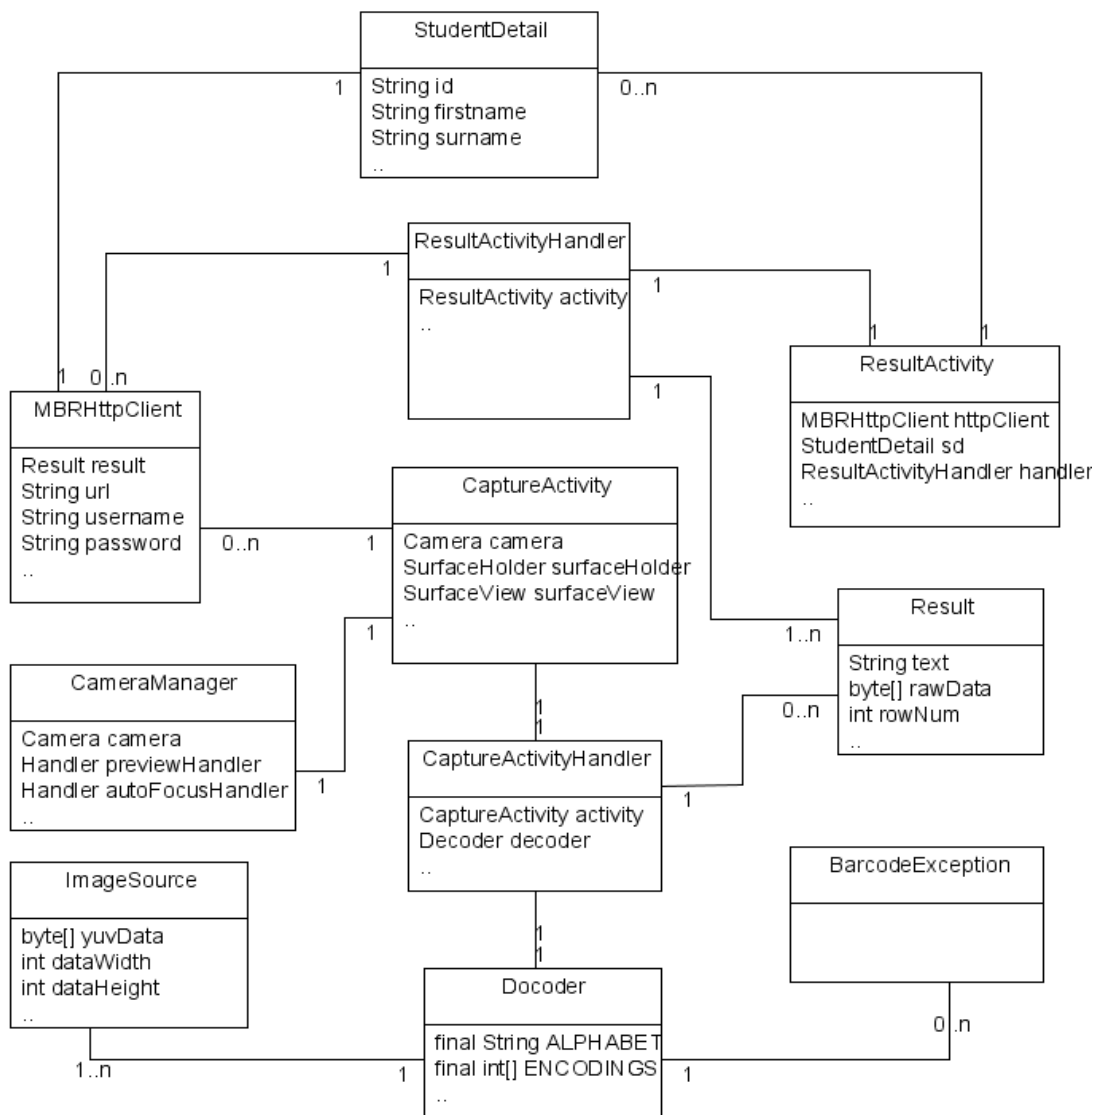 StudentDetail
String id
String firstname
String surname
..
1
0..n
ResultActivityHandler
ResultActivity activity
..
1
1
1
1
1
1
0..n
ResultActivity
MBRHttpClient httpClient
StudentDetail sd
ResultActivityHandler handler
..
MBRHttpClient
Result result
String url
String username
String password
..
CaptureActivity
Camera camera
SurfaceHolder surfaceHolder
SurfaceView surfaceView
..
0..n
1
1
Result
String text
byte[] rawData
int rowNum
..
1..n
0..n
CameraManager
Camera camera
Handler previewHandler
Handler autoFocusHandler
..
1
1
1
CaptureActivityHandler
CaptureActivity activity
Decoder decoder
..
1
ImageSource
byte[] yuvData
int dataWidth
int dataHeight
..
BarcodeException
1
1
Docoder
final String ALPHABET
final int[] ENCODINGS
..
1..n
1
1
0..n